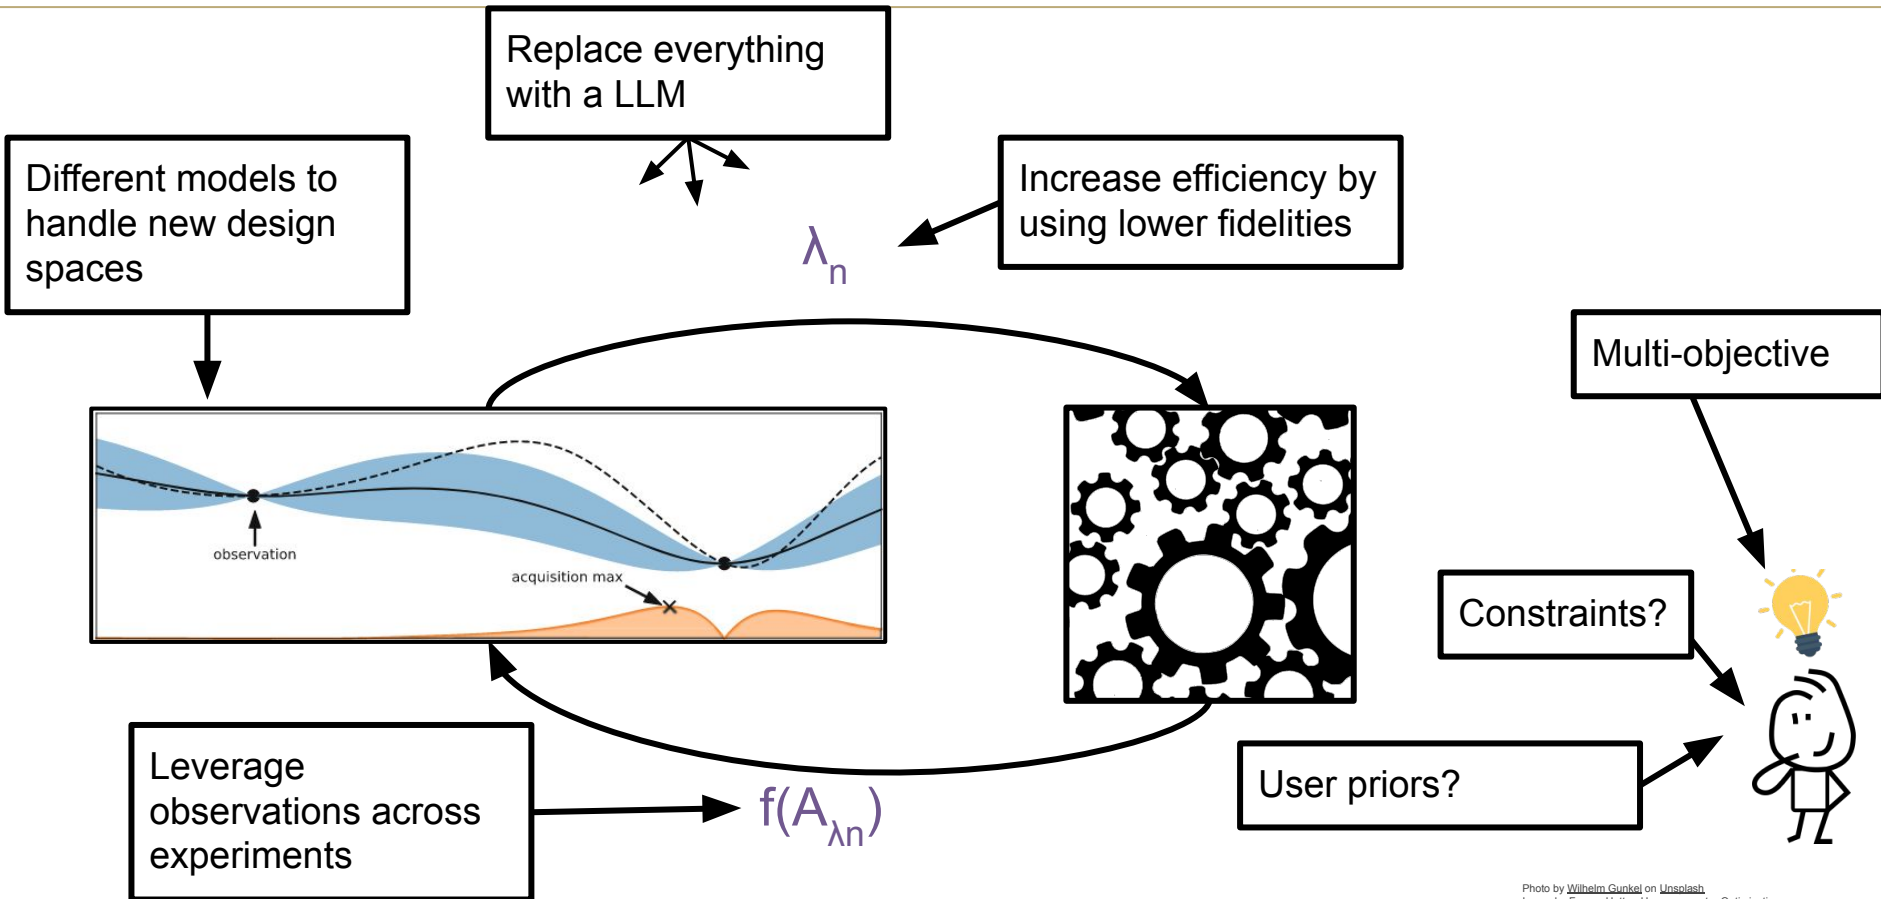 Replace everything
with a LLM
Different models to
handle new design
spaces
Increase efficiency by
using lower fidelities
λn
Multi-objective
observation
acquisition max
Constraints?
User priors?
Leverage
observations across
experiments
f(Aλn)
Photo by Wilhelm Gunkel on Unsplash